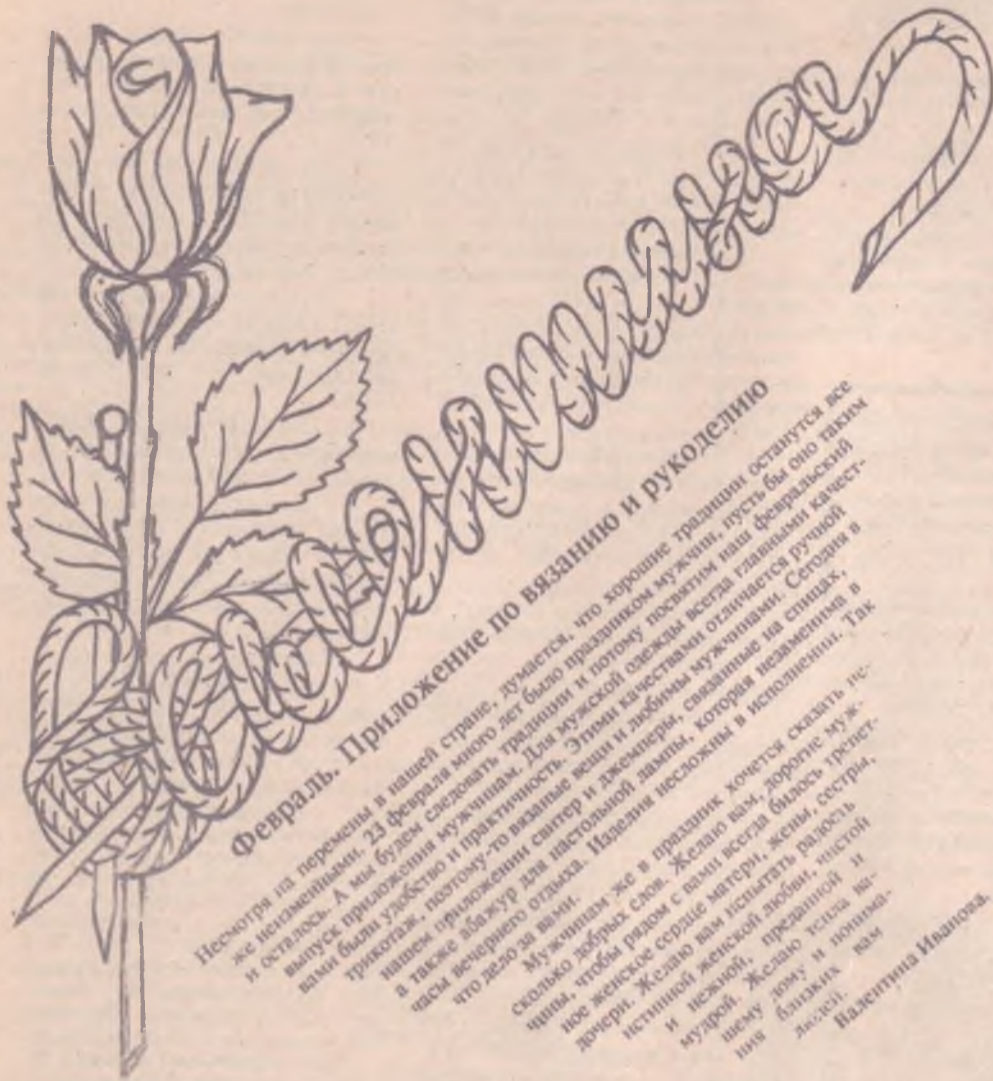 Февраль. Приложение по вязанию и рукоделию
Несмотря на перемены в нашей стране, думается, что хорошие традиции останутся все
же неизменными. 23 февраля много лет было праздником мужчин, пусть бы оно таким
и осталось. А мы будем следовать традиции и потому посвятим наш февральский
выпуск приложения мужчинам. Для мужской одежды всегда главными качест-
вами были удобство и практичность. Этими качествами отличается ручной
трикотаж, потому-то вязаные вещи и любимы мужчинами. Сегодня в
нашем приложении свитер и джемперы, связанные на спицах,
а также абажур для настольной лампы, которая незаменима в
часы вечернего отдыха. Изделия несложны в исполнении. Так
что дело за вами.
Мужчинам же в праздник хочется сказать не-
сколько добрых слов. Желаю вам, дорогие муж-
чины, чтобы рядом с вами всегда билось трепет-
ное женское сердце матери, жены, сестры,
дочери. Желаю вам испытать радость
истинной женской любви, чистой
и нежной, преданной и
мудрой. Желаю тепла ва-
шему дому и понима-
ния близких вам
людей.
Валентина Иванова.